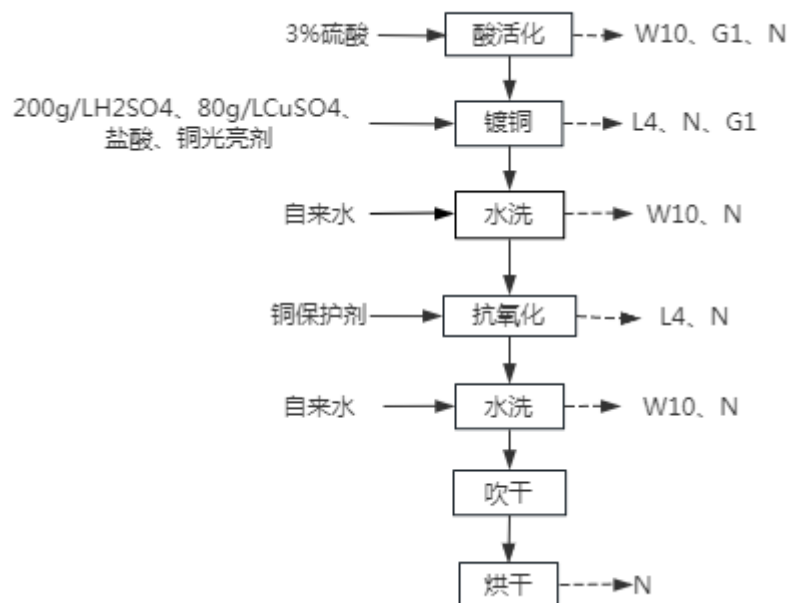 3%硫酸
酸活化
W10、G1、N
200g/LH2SO4、80g/LCuSO4、
盐酸、铜光亮剂
镀铜
L4、N、G1
自来水
水洗
W10、N
铜保护剂
抗氧化
L4、N
自来水
水洗
W10、N
吹干
烘干
N